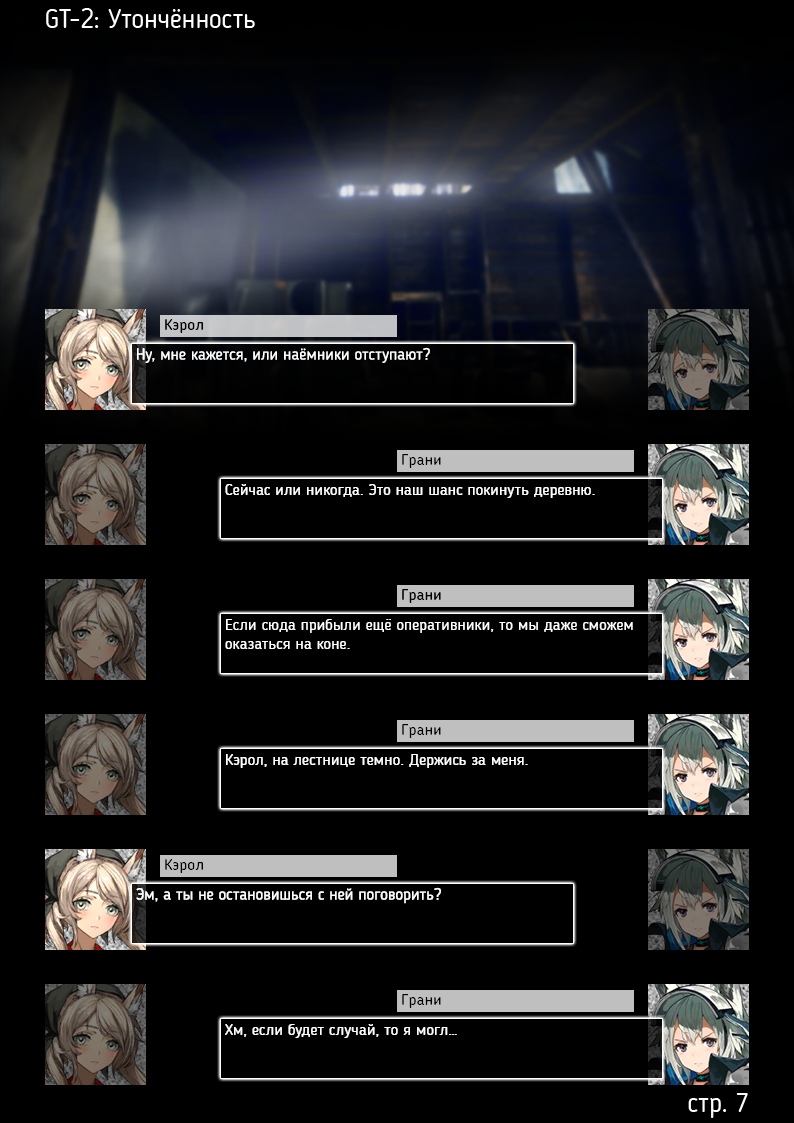 GT-2: Утончённость
Кэрол
Ну, мне кажется, или наёмники отступают?
Грани
Сейчас или никогда. Это наш шанс покинуть деревню.
Грани
Если сюда прибыли ещё оперативники, то мы даже сможем
оказаться на коне.
Грани
Кэрол, на лестнице темно. Держись за меня.
Кэрол
Эм, а ты не остановишься с ней поговорить?
Грани
Хм, если будет случай, то я могл...
стр. 7